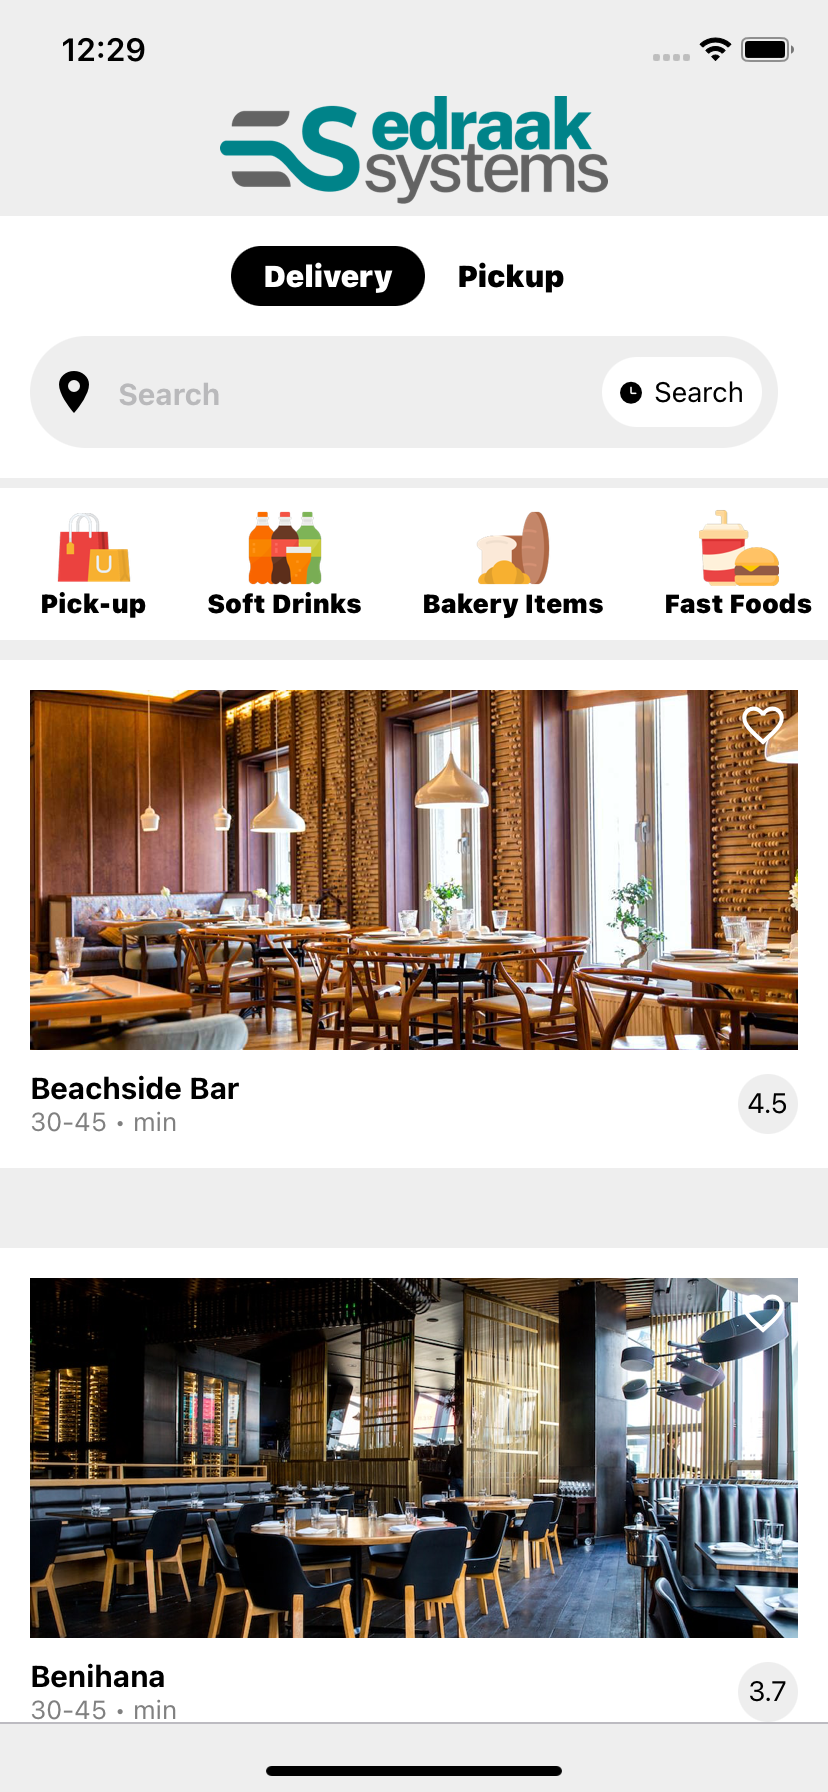 12:29
edraak
systems
Delivery Pickup
Search Search
Pick-up Soft Drinks Bakery Items Fast Foods
Beachside Bar
30-45 • min
4.5
Benihana
30-45 • min
3.7